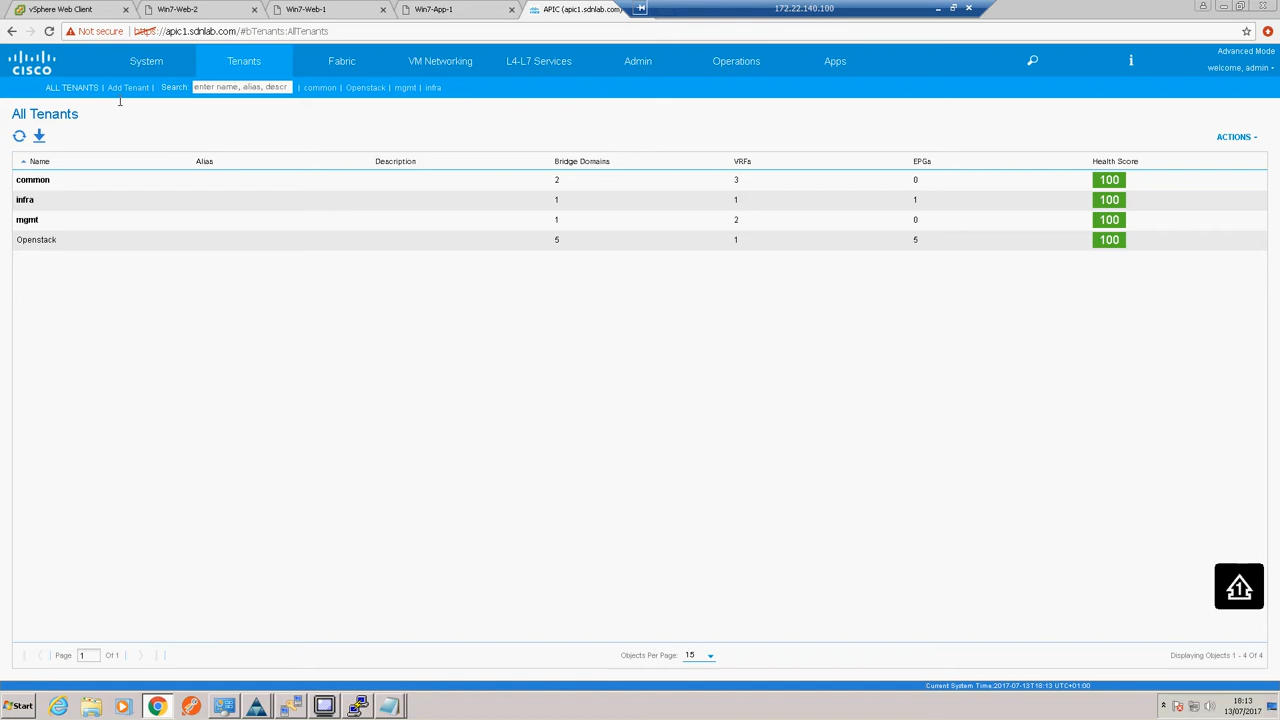 vSphere Web Client
Win7-Web-2
Win7-Web-1
Win7-App-1
APIC (apic1.sdnlab.com
172.22.140.100
Not secure
https://apic1.sdnlab.com/#bTenants:AllTenants
CISCO
System
Tenants
Fabric
VM Networking
L4-L7 Services
Admin
Operations
Apps
i
Advanced Mode
welcome, admin
ALL TENANTS | Add Tenant | Search: enter name, alias, descr | common | Openstack | mgmt | infra
All Tenants
ACTIONS
Name Alias Description Bridge Domains VRFs EPGs Health Score
common 2 3 0 100
infra 1 1 1 100
mgmt 1 2 0 100
Openstack 5 1 5 100
1
Page 1 Of 1
Objects Per Page: 15
Displaying Objects 1 - 4 Of 4
Current System Time:2017-07-13T18:13 UTC+01:00
Start
18:13
13/07/2017